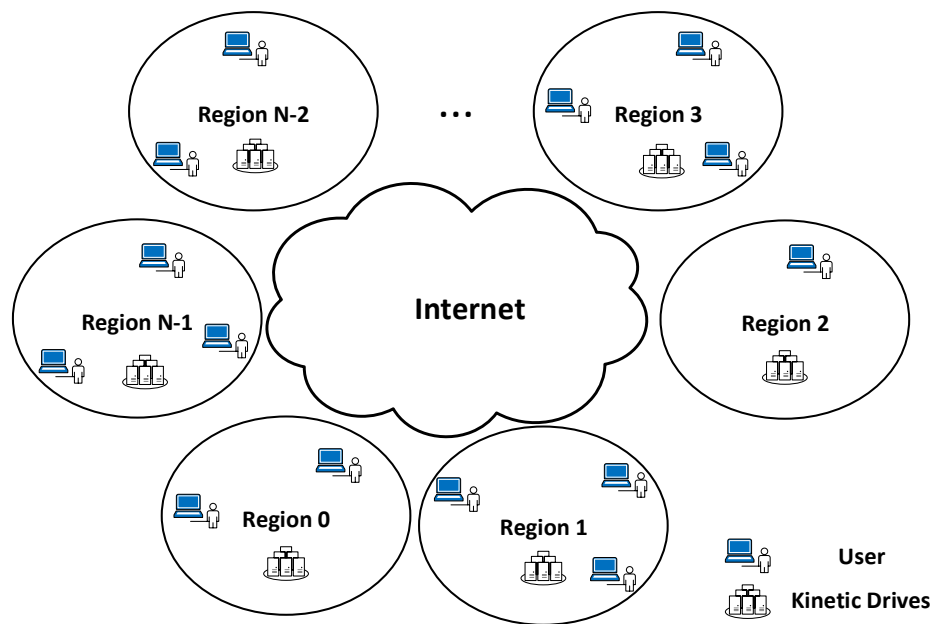 Region N-2
...
Region 3
Region N-1
Internet
Region 2
Region 0
Region 1
User
Kinetic Drives